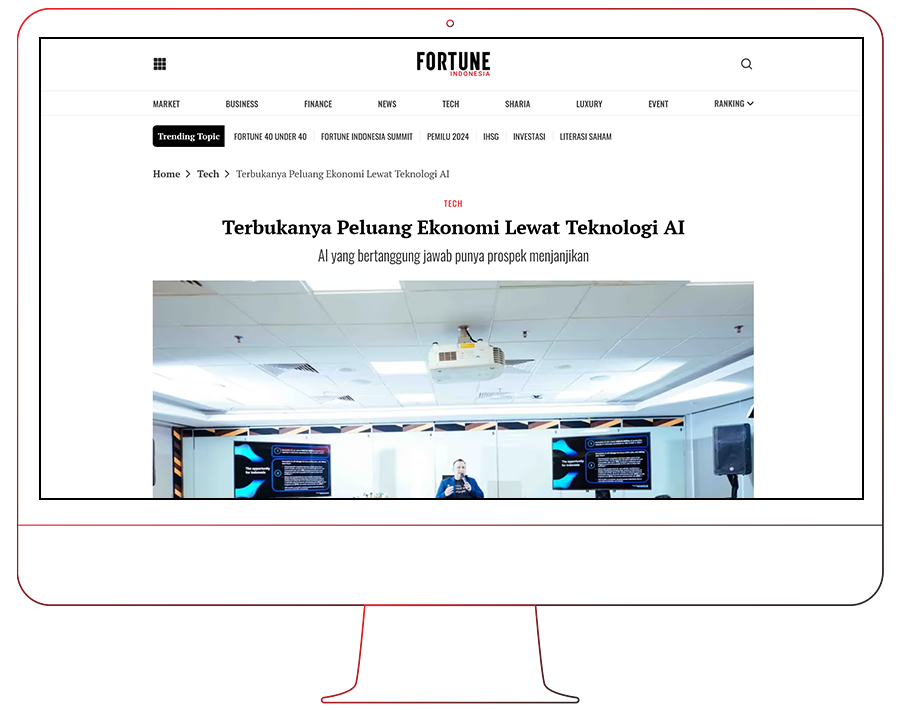 FORTUNE
INDONESIA
MARKET BUSINESS FINANCE NEWS TECH SHARIA LUXURY EVENT RANKING
Trending Topic FORTUNE 40 UNDER 40 FORTUNE INDONESIA SUMMIT PEMILU 2024 IHSG INVESTASI LITERASI SAHAM
Home > Tech > Terbukanya Peluang Ekonomi Lewat Teknologi AI
TECH
Terbukanya Peluang Ekonomi Lewat Teknologi AI
AI yang bertanggung jawab punya prospek menjanjikan
The opportunity
for Indonesia
The opportunity
for Indonesia